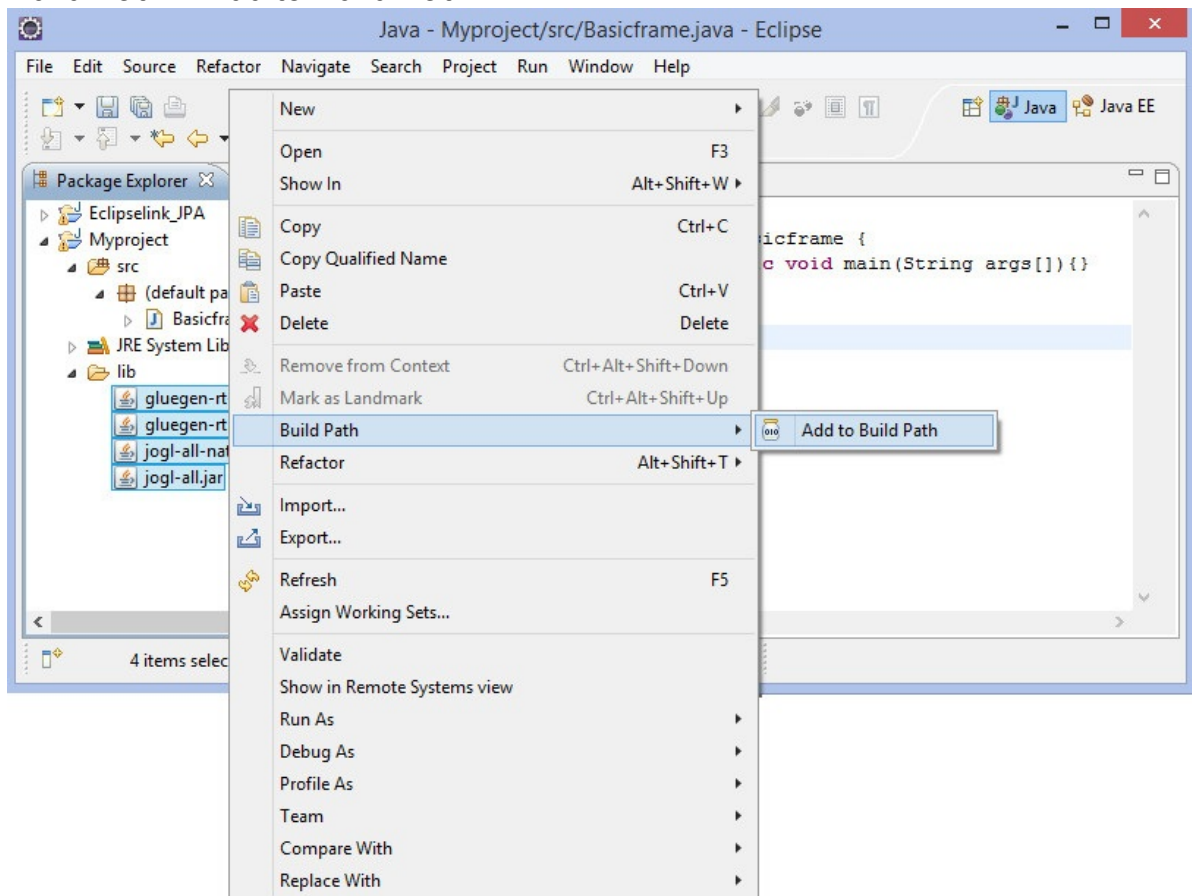 Java - Myproject/src/Basicframe.java - Eclipse
File Edit Source Refactor Navigate Search Project Run Window Help
Java Java EE
Package Explorer
Eclipselink_JPA
Myproject
src
(default pa
Basicfra
JRE System Lib
lib
gluegen-rt
gluegen-rt
jogl-all-nat
jogl-all.jar
4 items selec
New
Open F3
Show In Alt+Shift+W
Copy Ctrl+C
Copy Qualified Name
Paste Ctrl+V
Delete Delete
Remove from Context Ctrl+Alt+Shift+Down
Mark as Landmark Ctrl+Alt+Shift+Up
Build Path
Refactor Alt+Shift+T
Import...
Export...
Refresh F5
Assign Working Sets...
Validate
Show in Remote Systems view
Run As
Debug As
Profile As
Team
Compare With
Replace With
Add to Build Path
icframe {
c void main(String args[]){}